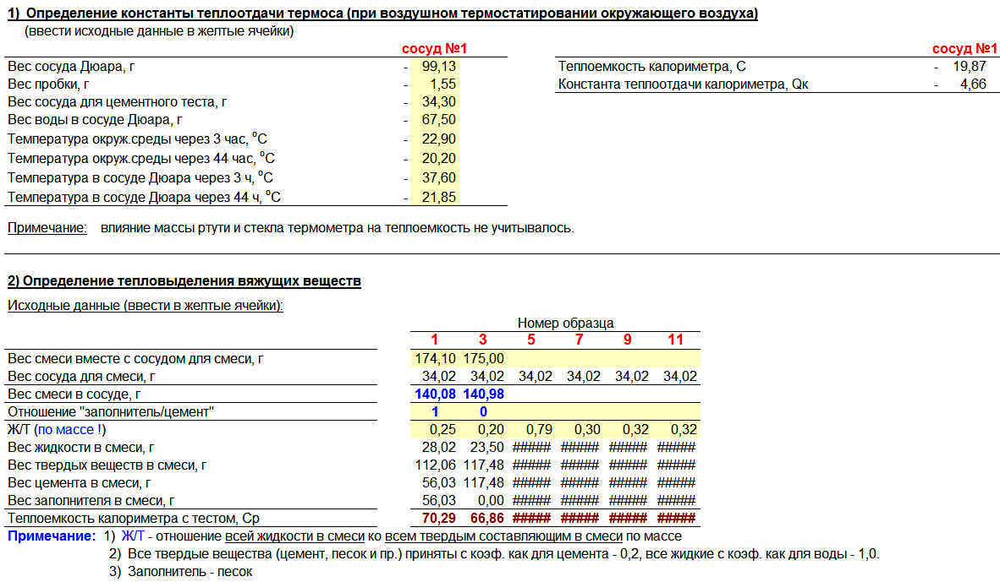 1) Определение константы теплоотдачи термоса (при воздушном термостатировании окружающего воздуха)
(ввести исходные данные в желтые ячейки)
сосуд №1 сосуд №1
Вес сосуда Дюара, г - 99,13 Теплоемкость калориметра, С - 19,87
Вес пробки, г - 1,55 Константа теплоотдачи калориметра, Qк - 4,66
Вес сосуда для цементного теста, г - 34,30
Вес воды в сосуде Дюара, г - 67,50
Температура окруж.среды через 3 час, °С - 22,90
Температура окруж.среды через 44 час, °С - 20,20
Температура в сосуде Дюара через 3 ч, °С - 37,60
Температура в сосуде Дюара через 44 ч, °С - 21,85
Примечание: влияние массы ртути и стекла термометра на теплоемкость не учитывалось.
2) Определение тепловыделения вяжущих веществ
Исходные данные (ввести в желтые ячейки):
Номер образца
1 3 5 7 9 11
Вес смеси вместе с сосудом для смеси, г 174,10 175,00
Вес сосуда для смеси, г 34,02 34,02 34,02 34,02 34,02 34,02
Вес смеси в сосуде, г 140,08 140,98
Отношение "заполнитель/цемент" 1 0
Ж/Т (по массе !) 0,25 0,20 0,79 0,30 0,32 0,32
Вес жидкости в смеси, г 28,02 23,50 ##### ##### ##### #####
Вес твердых веществ в смеси, г 112,06 117,48 ##### ##### ##### #####
Вес цемента в смеси, г 56,03 117,48 ##### ##### ##### #####
Вес заполнителя в смеси, г 56,03 0,00 ##### ##### ##### #####
Теплоемкость калориметра с тестом, Ср 70,29 66,86 ##### ##### ##### #####
Примечание: 1) Ж/Т - отношение всей жидкости в смеси ко всем твердым составляющим в смеси по массе
2) Все твердые вещества (цемент, песок и пр.) приняты с коэф. как для цемента - 0,2, все жидкие с коэф. как для воды - 1,0.
3) Заполнитель - песок